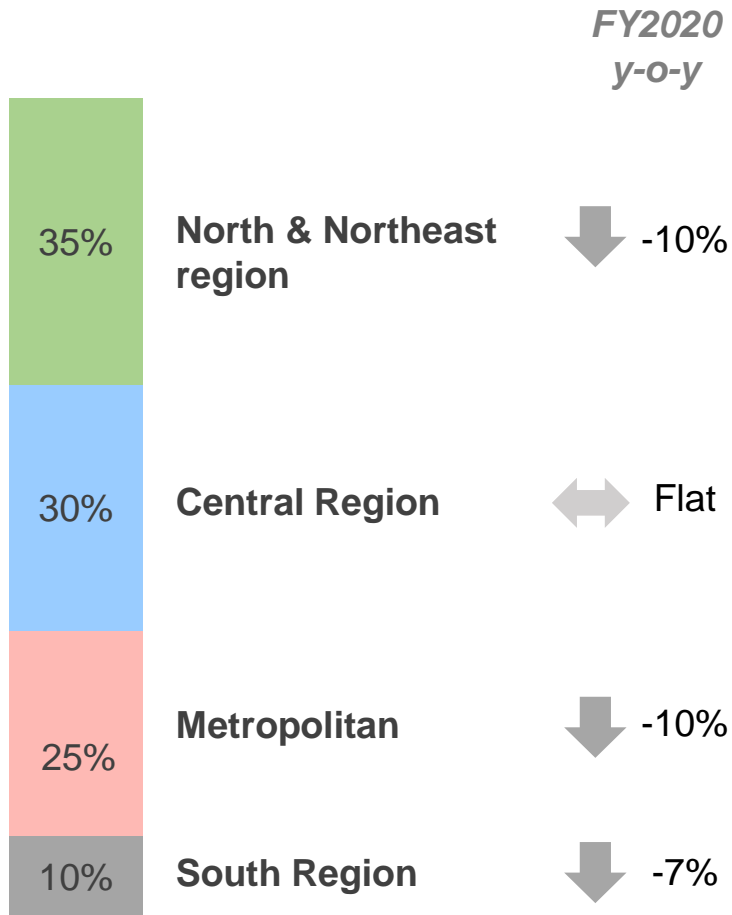 FY2020
y-o-y
35%
North & Northeast
region
-10%
30%
Central Region
Flat
25%
Metropolitan
-10%
10%
South Region
-7%